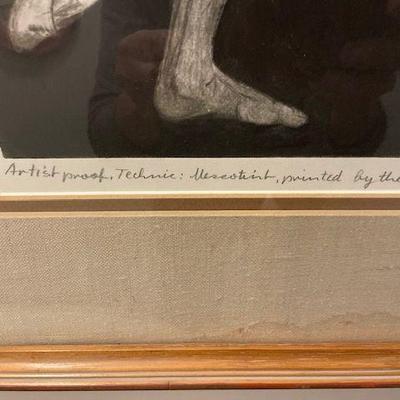 Artist proof. Technic: Mezzotint, printed by the